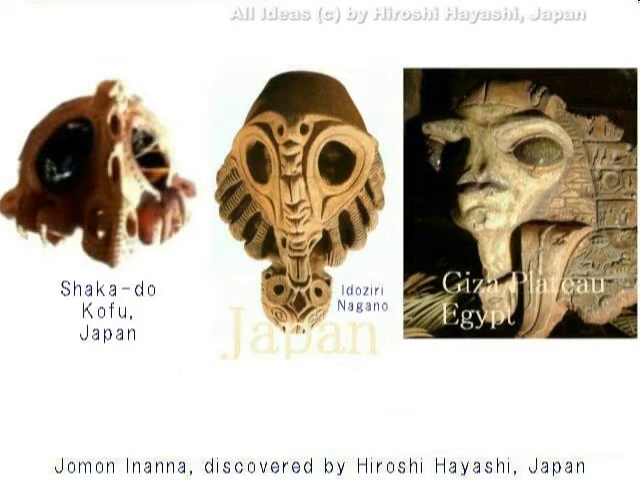 All Ideas (c) by Hiroshi Hayashi, Japan
Shaka-do
Kofu,
Japan
Idoziri
Nagano
Japan
Giza Plateau
Egypt
Jomon Inanna, discovered by Hiroshi Hayashi, Japan